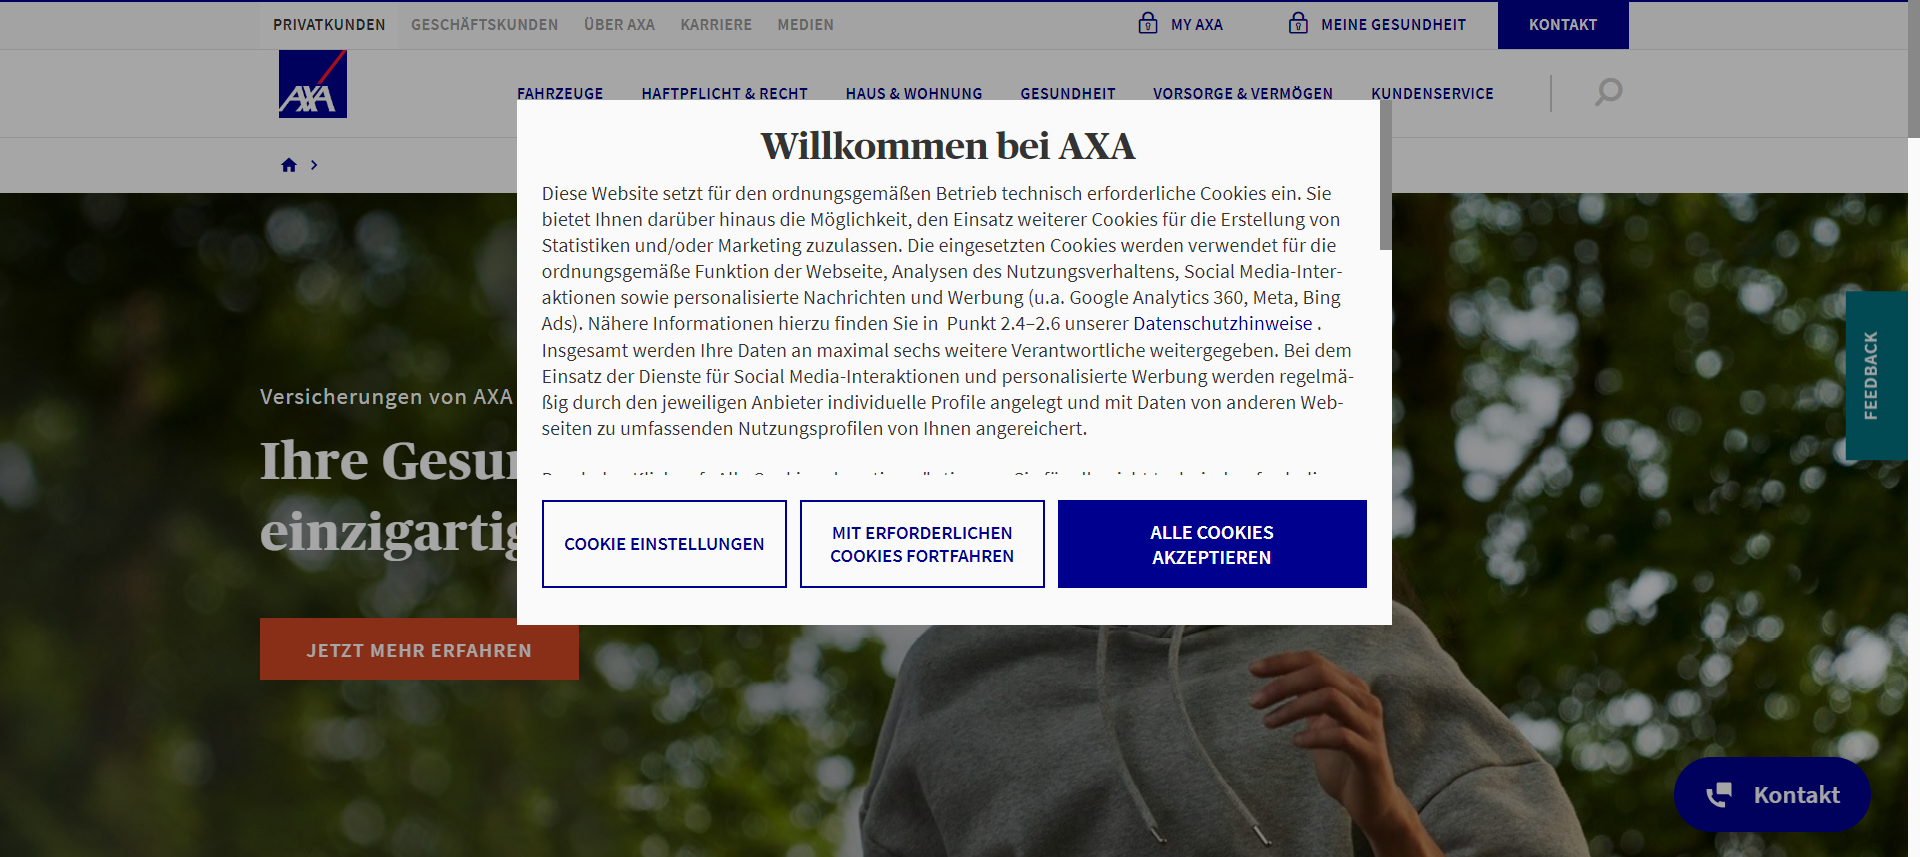 PRIVATKUNDEN GESCHÄFTSKUNDEN ÜBER AXA KARRIERE MEDIEN MY AXA MEINE GESUNDHEIT KONTAKT
AXA
FAHRZEUGE HAFTPFLICHT & RECHT HAUS & WOHNUNG GESUNDHEIT VORSORGE & VERMÖGEN KUNDENSERVICE
Willkommen bei AXA
Diese Website setzt für den ordnungsgemäßen Betrieb technisch erforderliche Cookies ein. Sie
bietet Ihnen darüber hinaus die Möglichkeit, den Einsatz weiterer Cookies für die Erstellung von
Statistiken und/oder Marketing zuzulassen. Die eingesetzten Cookies werden verwendet für die
ordnungsgemäße Funktion der Webseite, Analysen des Nutzungsverhaltens, Social Media-Inter-
aktionen sowie personalisierte Nachrichten und Werbung (u.a. Google Analytics 360, Meta, Bing
Ads). Nähere Informationen hierzu finden Sie in Punkt 2.4–2.6 unserer Datenschutzhinweise .
Insgesamt werden Ihre Daten an maximal sechs weitere Verantwortliche weitergegeben. Bei dem
Einsatz der Dienste für Social Media-Interaktionen und personalisierte Werbung werden regelmä-
ßig durch den jeweiligen Anbieter individuelle Profile angelegt und mit Daten von anderen Web-
seiten zu umfassenden Nutzungsprofilen von Ihnen angereichert.
COOKIE EINSTELLUNGEN
MIT ERFORDERLICHEN
COOKIES FORTFAHREN
ALLE COOKIES
AKZEPTIEREN
Versicherungen von AXA
Ihre Gesun
einzigartig
JETZT MEHR ERFAHREN
FEEDBACK
Kontakt